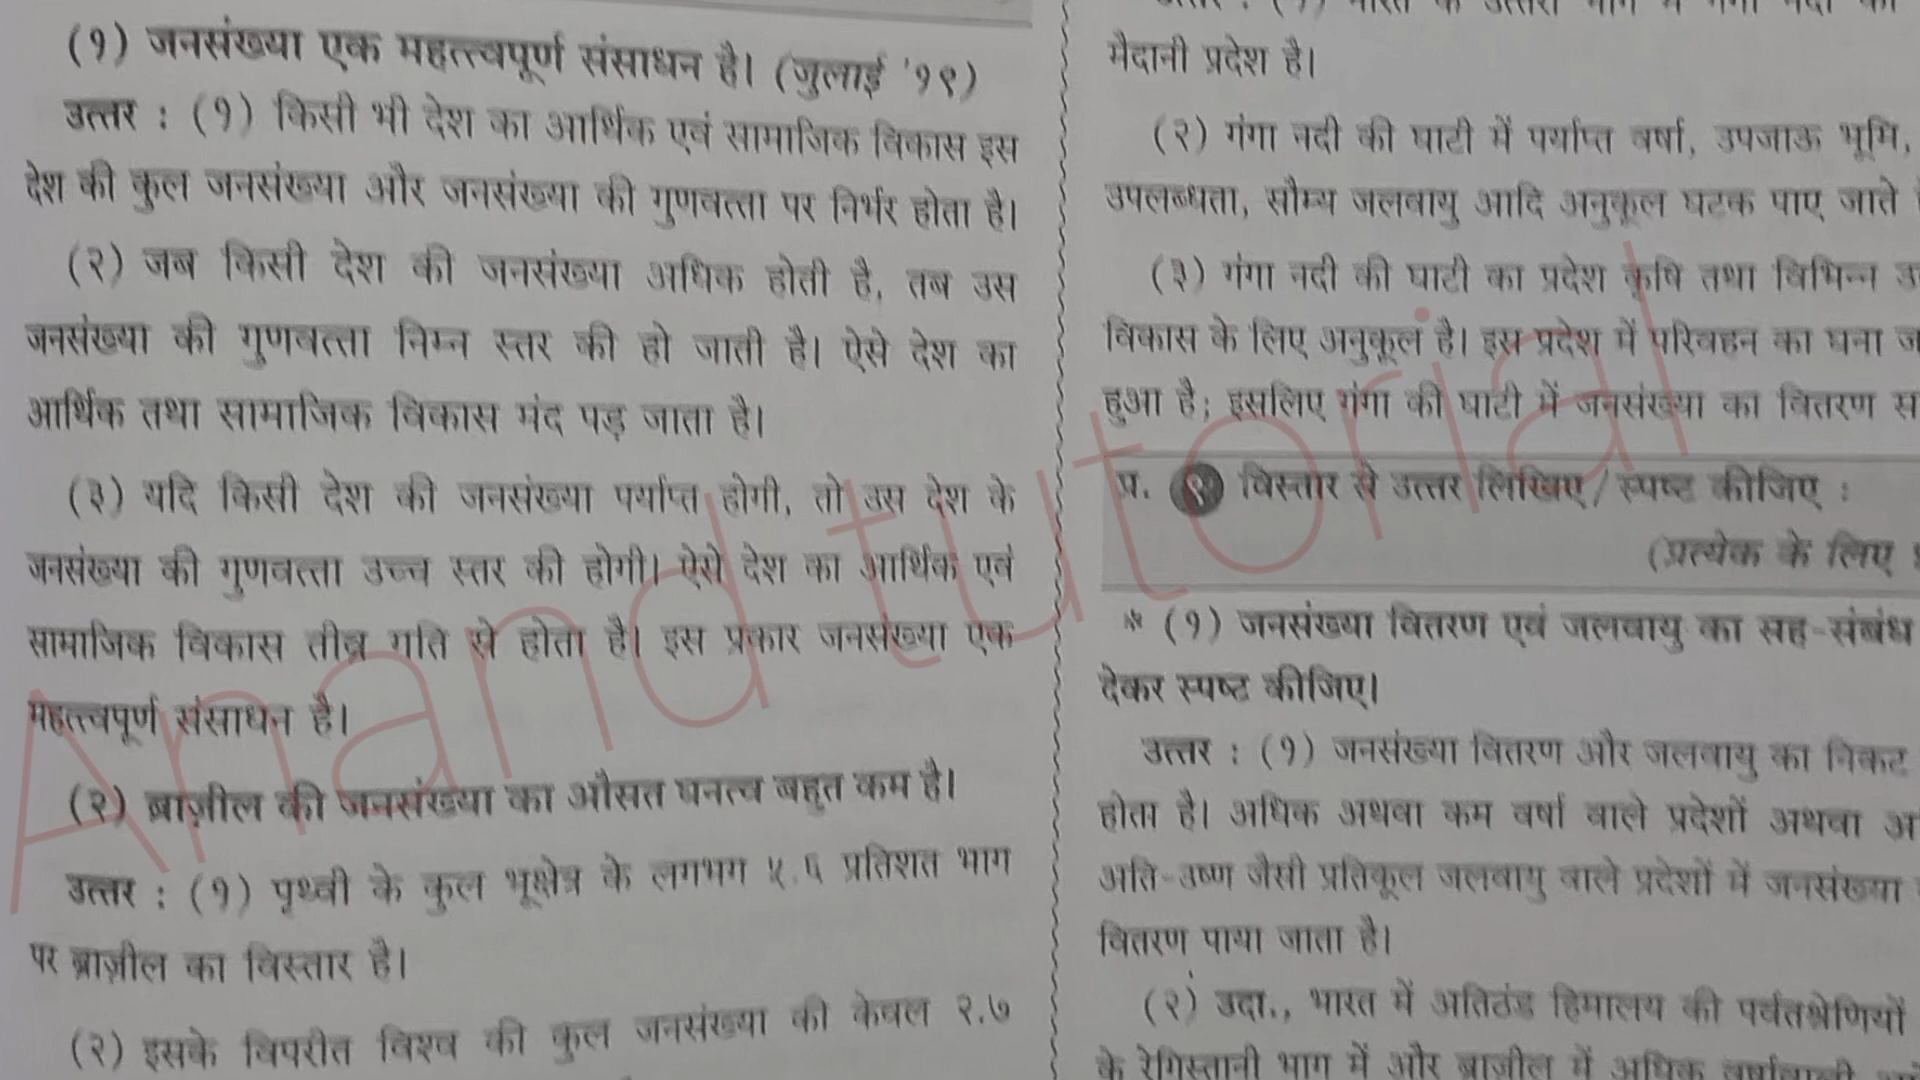 (१) जनसंख्या एक महत्त्वपूर्ण संसाधन है। (जुलाई '१९)
उत्तर : (१) किसी भी देश का आर्थिक एवं सामाजिक विकास इस
देश की कुल जनसंख्या और जनसंख्या की गुणवत्ता पर निर्भर होता है।
(२) जब किसी देश की जनसंख्या अधिक होती है, तब उस
जनसंख्या की गुणवत्ता निम्न स्तर की हो जाती है। ऐसे देश का
आर्थिक तथा सामाजिक विकास मंद पड़ जाता है।
(३) यदि किसी देश की जनसंख्या पर्याप्त होगी, तो उस देश के
जनसंख्या की गुणवत्ता उच्च स्तर की होगी। ऐसे देश का आर्थिक एवं
सामाजिक विकास तीव्र गति से होता है। इस प्रकार जनसंख्या एक
महत्त्वपूर्ण संसाधन है।
(२) ब्राज़ील की जनसंख्या का औसत घनत्व बहुत कम है।
उत्तर : (१) पृथ्वी के कुल भूक्षेत्र के लगभग ५.६ प्रतिशत भाग
पर ब्राज़ील का विस्तार है।
(२) इसके विपरीत विश्व की कुल जनसंख्या की केवल २.७
मैदानी प्रदेश है।
(२) गंगा नदी की घाटी में पर्याप्त वर्षा, उपजाऊ भूमि,
उपलब्धता, सौम्य जलवायु आदि अनुकूल घटक पाए जाते
(३) गंगा नदी की घाटी का प्रदेश कृषि तथा विभिन्न
विकास के लिए अनुकूल है। इस प्रदेश में परिवहन का घना
हुआ है; इसलिए गंगा की घाटी में जनसंख्या का वितरण
प्र. ९ विस्तार से उत्तर लिखिए/स्पष्ट कीजिए :
(प्रत्येक के लिए
* (१) जनसंख्या वितरण एवं जलवायु का सह-संबंध
देकर स्पष्ट कीजिए।
उत्तर : (१) जनसंख्या वितरण और जलवायु का निकट
होता है। अधिक अथवा कम वर्षा वाले प्रदेशों अथवा
अति-उष्ण जैसी प्रतिकूल जलवायु वाले प्रदेशों में जनसंख्या
वितरण पाया जाता है।
(२) उदा., भारत में अतिठंड हिमालय की पर्वतश्रेणियों
के रेगिस्तानी भाग में और ब्राज़ील में अधिक
Anand tutorial